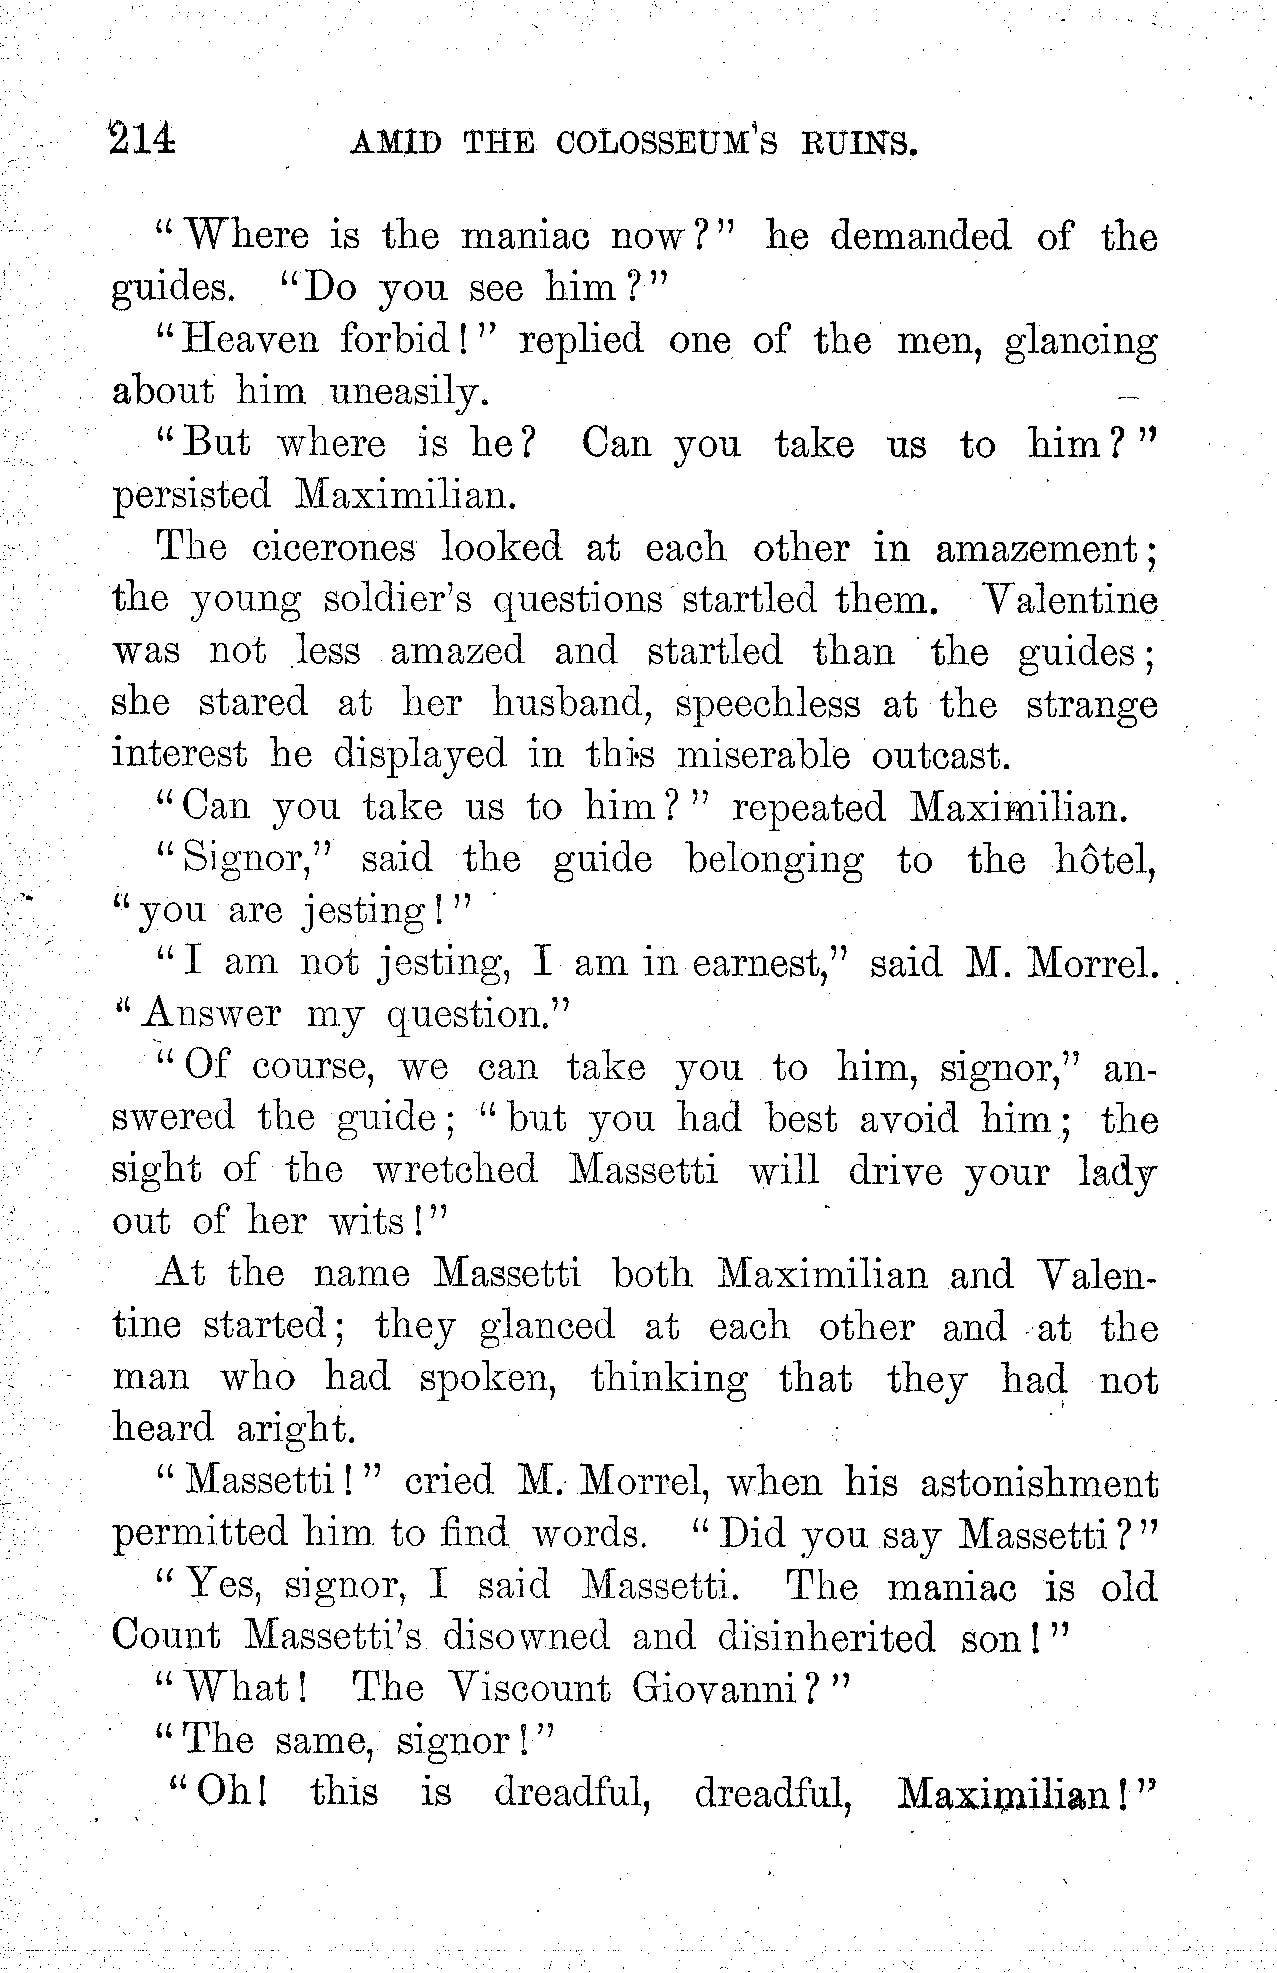 214 AMID THE COLOSSEUM'S RUINS.
"Where is the maniac now?" he demanded of the
guides. "Do you see him?"
"Heaven forbid!" replied one of the men, glancing
about him uneasily.
"But where is he? Can you take us to him?"
persisted Maximilian.
The cicerones looked at each other in amazement;
the young soldier's questions startled them. Valentine
was not less amazed and startled than the guides;
she stared at her husband, speechless at the strange
interest he displayed in this miserable outcast.
"Can you take us to him?" repeated Maximilian.
"Signor," said the guide belonging to the hôtel,
"you are jesting!"
"I am not jesting, I am in earnest," said M. Morrel.
"Answer my question."
"Of course, we can take you to him, signor," an-
swered the guide; "but you had best avoid him; the
sight of the wretched Massetti will drive your lady
out of her wits!"
At the name Massetti both Maximilian and Valen-
tine started; they glanced at each other and at the
man who had spoken, thinking that they had not
heard aright.
"Massetti!" cried M. Morrel, when his astonishment
permitted him to find words. "Did you say Massetti?"
"Yes, signor, I said Massetti. The maniac is old
Count Massetti's disowned and disinherited son!"
"What! The Viscount Giovanni?"
"The same, signor!"
"Oh! this is dreadful, dreadful, Maximilian!"